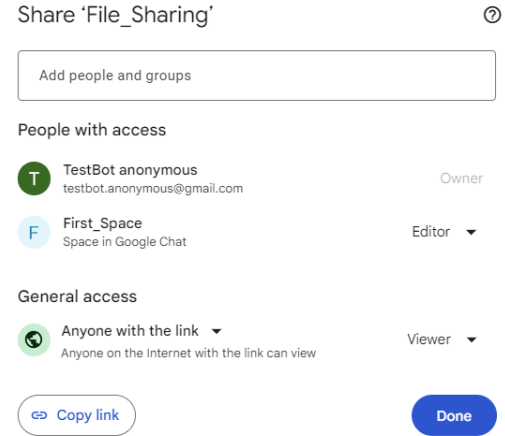 Share ‘File_Sharing’
Add people and groups
People with access
T
TestBot anonymous
testbot.anonymous@gmail.com
Owner
F
First_Space
Space in Google Chat
Editor
General access
Anyone with the link
Anyone on the Internet with the link can view
Viewer
Copy link
Done